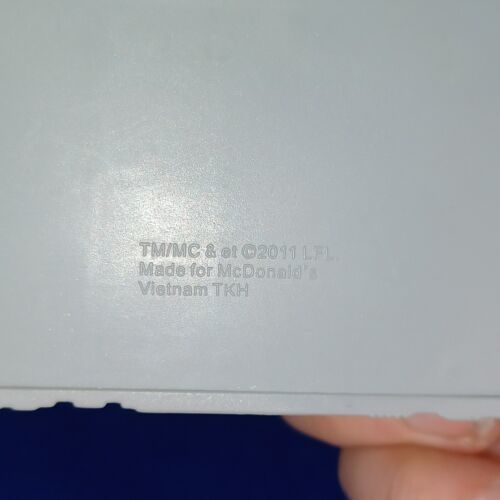 TM/MC & et ©2011 LFL.
Made for McDonald's
Vietnam TKH